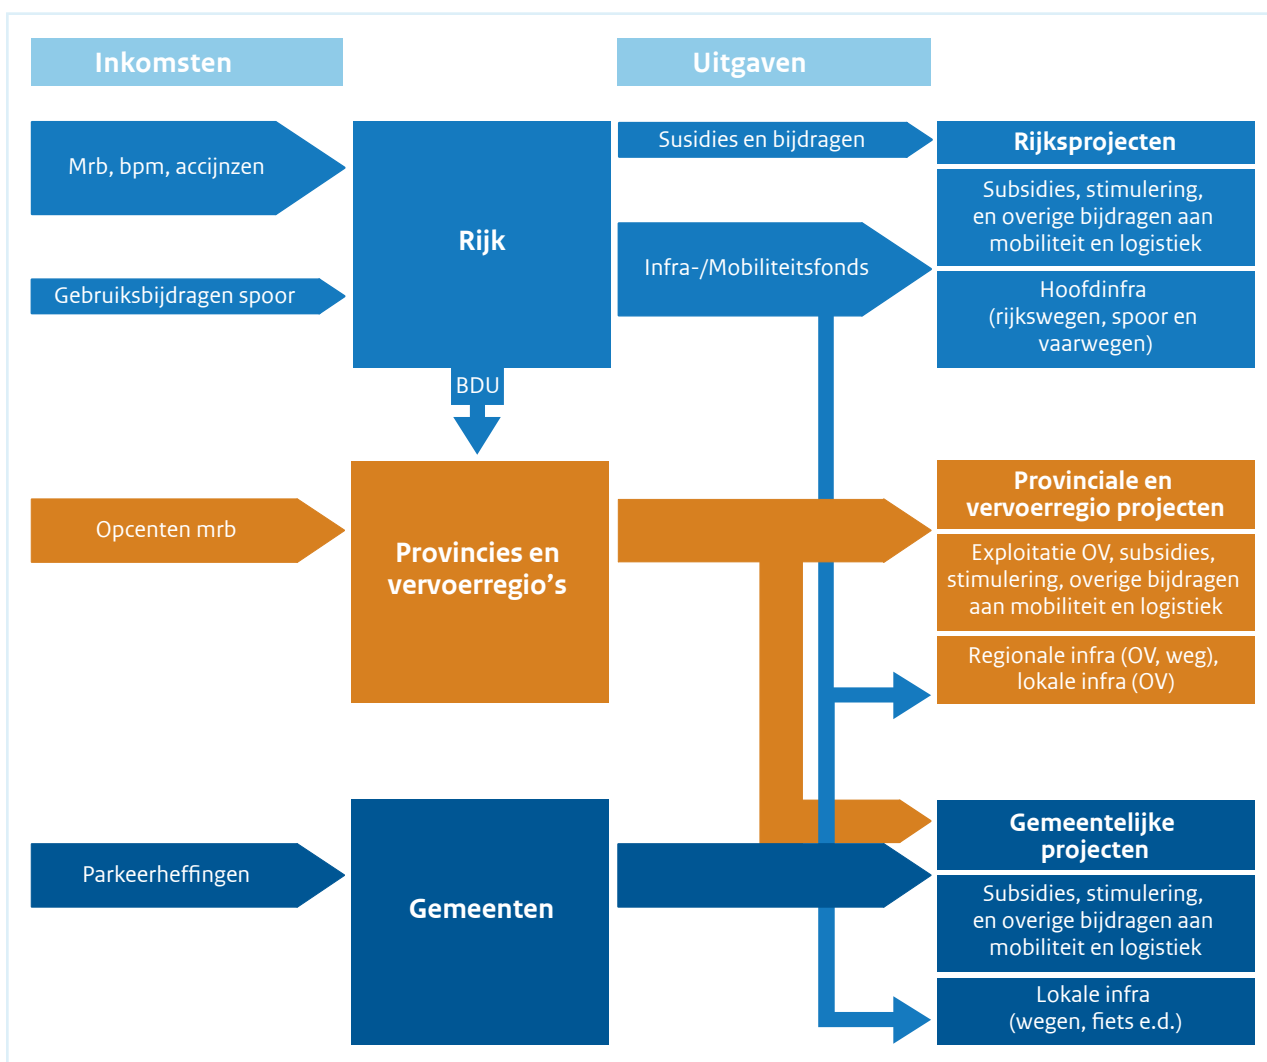 Inkomsten
Uitgaven
Mrb, bpm, accijnzen
Gebruiksbijdragen spoor
Rijk
BDU
Susidies en bijdragen
Infra-/Mobiliteitsfonds
Rijksprojecten
Subsidies, stimulering,
en overige bijdragen aan
mobiliteit en logistiek
Hoofdinfra
(rijkswegen, spoor en
vaarwegen)
Opcenten mrb
Provincies en
vervoerregio’s
Provinciale en
vervoerregio projecten
Exploitatie OV, subsidies,
stimulering, overige bijdragen
aan mobiliteit en logistiek
Regionale infra (OV, weg),
lokale infra (OV)
Parkeerheffingen
Gemeenten
Gemeentelijke
projecten
Subsidies, stimulering,
en overige bijdragen aan
mobiliteit en logistiek
Lokale infra
(wegen, fiets e.d.)